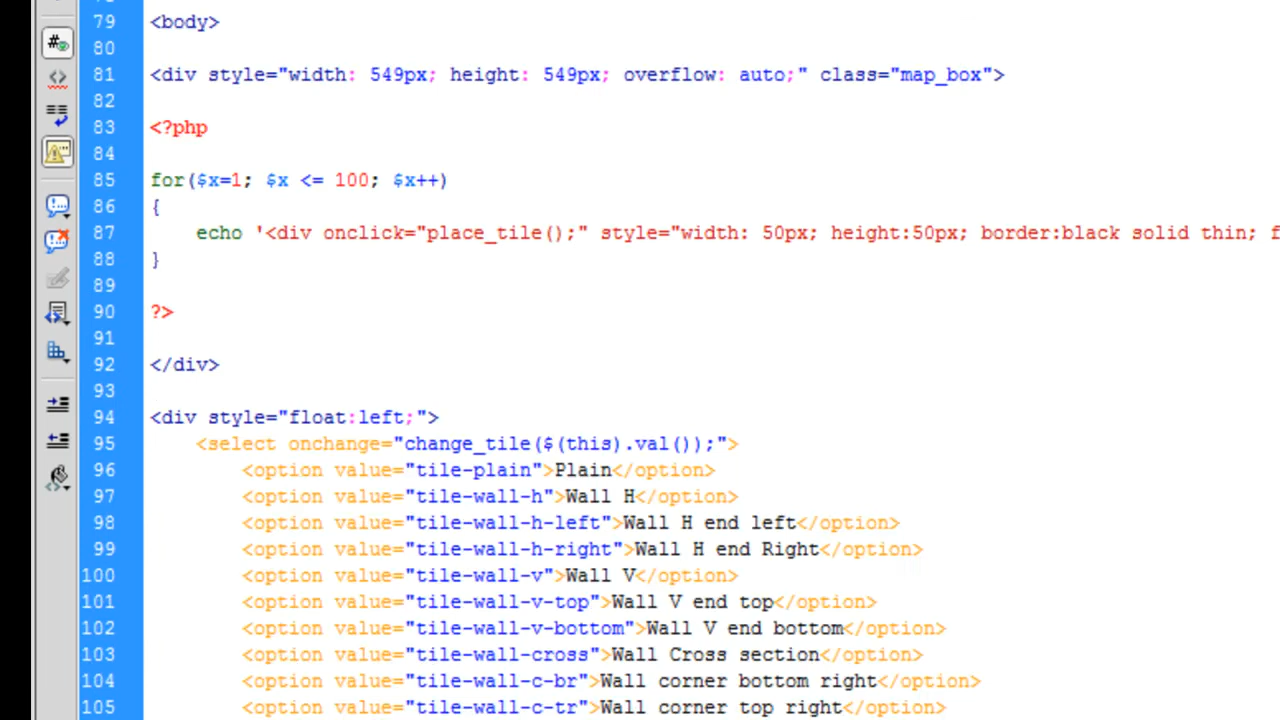 79 <body>
80
81 <div style="width: 549px; height: 549px; overflow: auto;" class="map_box">
82
83 <?php
84
85 for($x=1; $x <= 100; $x++)
86 {
87 echo '<div onclick="place_tile();" style="width: 50px; height:50px; border:black solid thin; f
88 }
89
90 ?>
91
92 </div>
93
94 <div style="float:left;">
95 <select onchange="change_tile($(this).val());">
96 <option value="tile-plain">Plain</option>
97 <option value="tile-wall-h">Wall H</option>
98 <option value="tile-wall-h-left">Wall H end left</option>
99 <option value="tile-wall-h-right">Wall H end Right</option>
100 <option value="tile-wall-v">Wall V</option>
101 <option value="tile-wall-v-top">Wall V end top</option>
102 <option value="tile-wall-v-bottom">Wall V end bottom</option>
103 <option value="tile-wall-cross">Wall Cross section</option>
104 <option value="tile-wall-c-br">Wall corner bottom right</option>
105 <option value="tile-wall-c-tr">Wall corner top right</option>